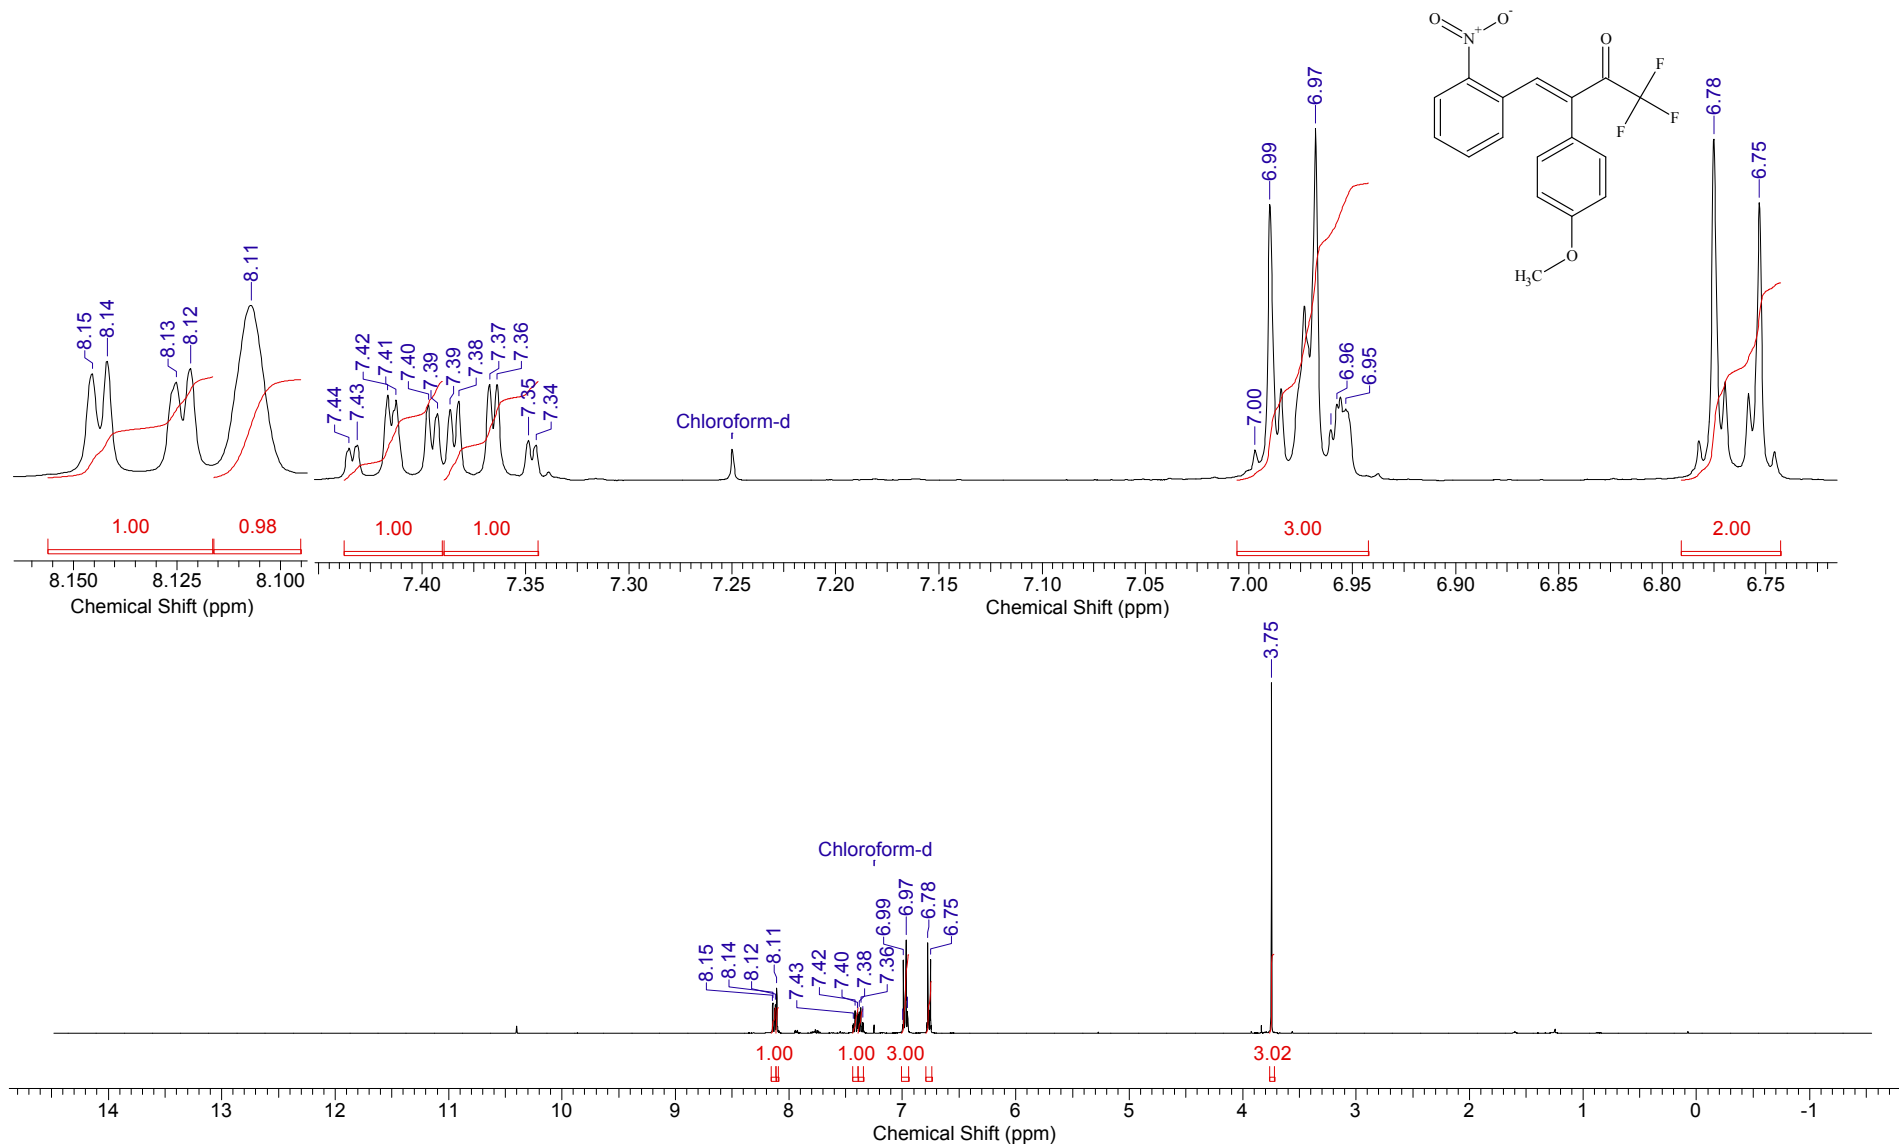 O
N
+
O
-
O
F
F
F
O
H3C
8.15
8.14
8.13
8.12
8.11
7.44
7.43
7.42
7.41
7.40
7.39
7.39
7.38
7.37
7.36
7.35
7.34
Chloroform-d
7.00
6.99
6.97
6.96
6.95
6.78
6.75
1.00
0.98
1.00
1.00
3.00
2.00
8.150 8.125 8.100
Chemical Shift (ppm)
7.40 7.35 7.30 7.25 7.20 7.15 7.10 7.05 7.00 6.95 6.90 6.85 6.80 6.75
Chemical Shift (ppm)
3.75
Chloroform-d
8.15
8.14
8.12
8.11
7.43
7.42
7.40
7.38
7.36
6.99
6.97
6.78
6.75
1.00 1.00 3.00 3.02
14 13 12 11 10 9 8 7 6 5 4 3 2 1 0 -1
Chemical Shift (ppm)